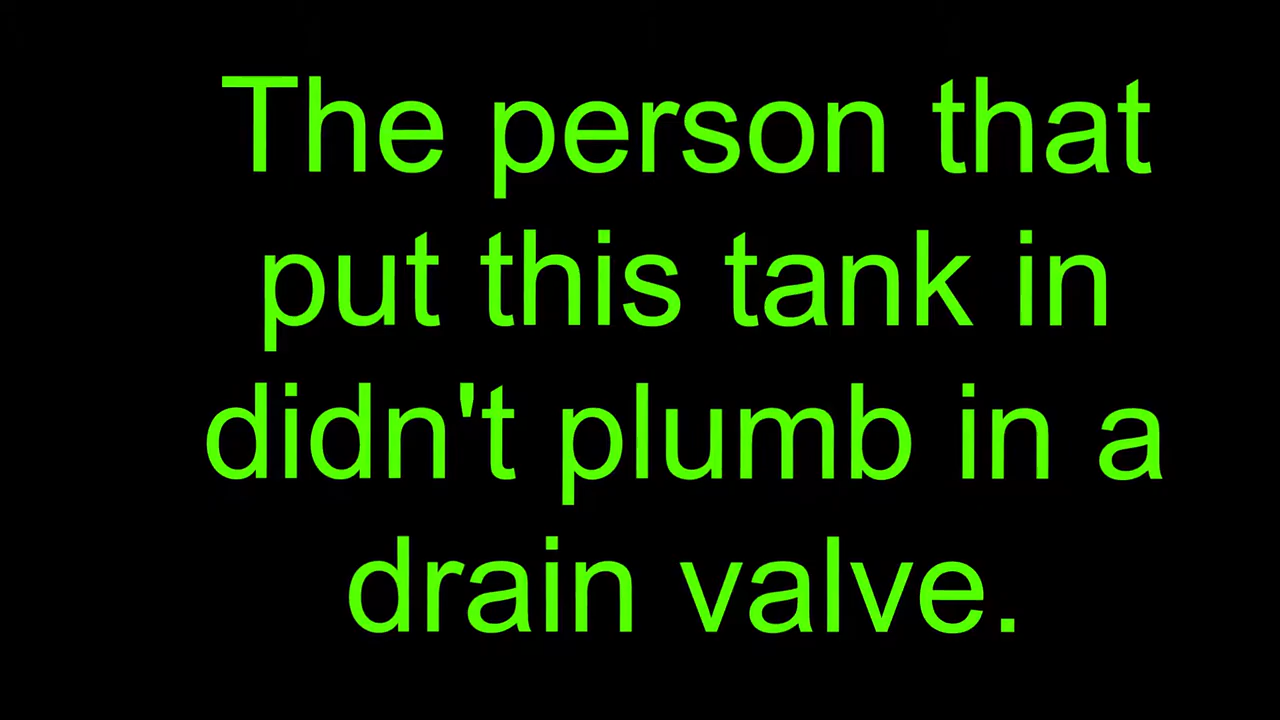 The person that
put this tank in
didn't plumb in a
drain valve.